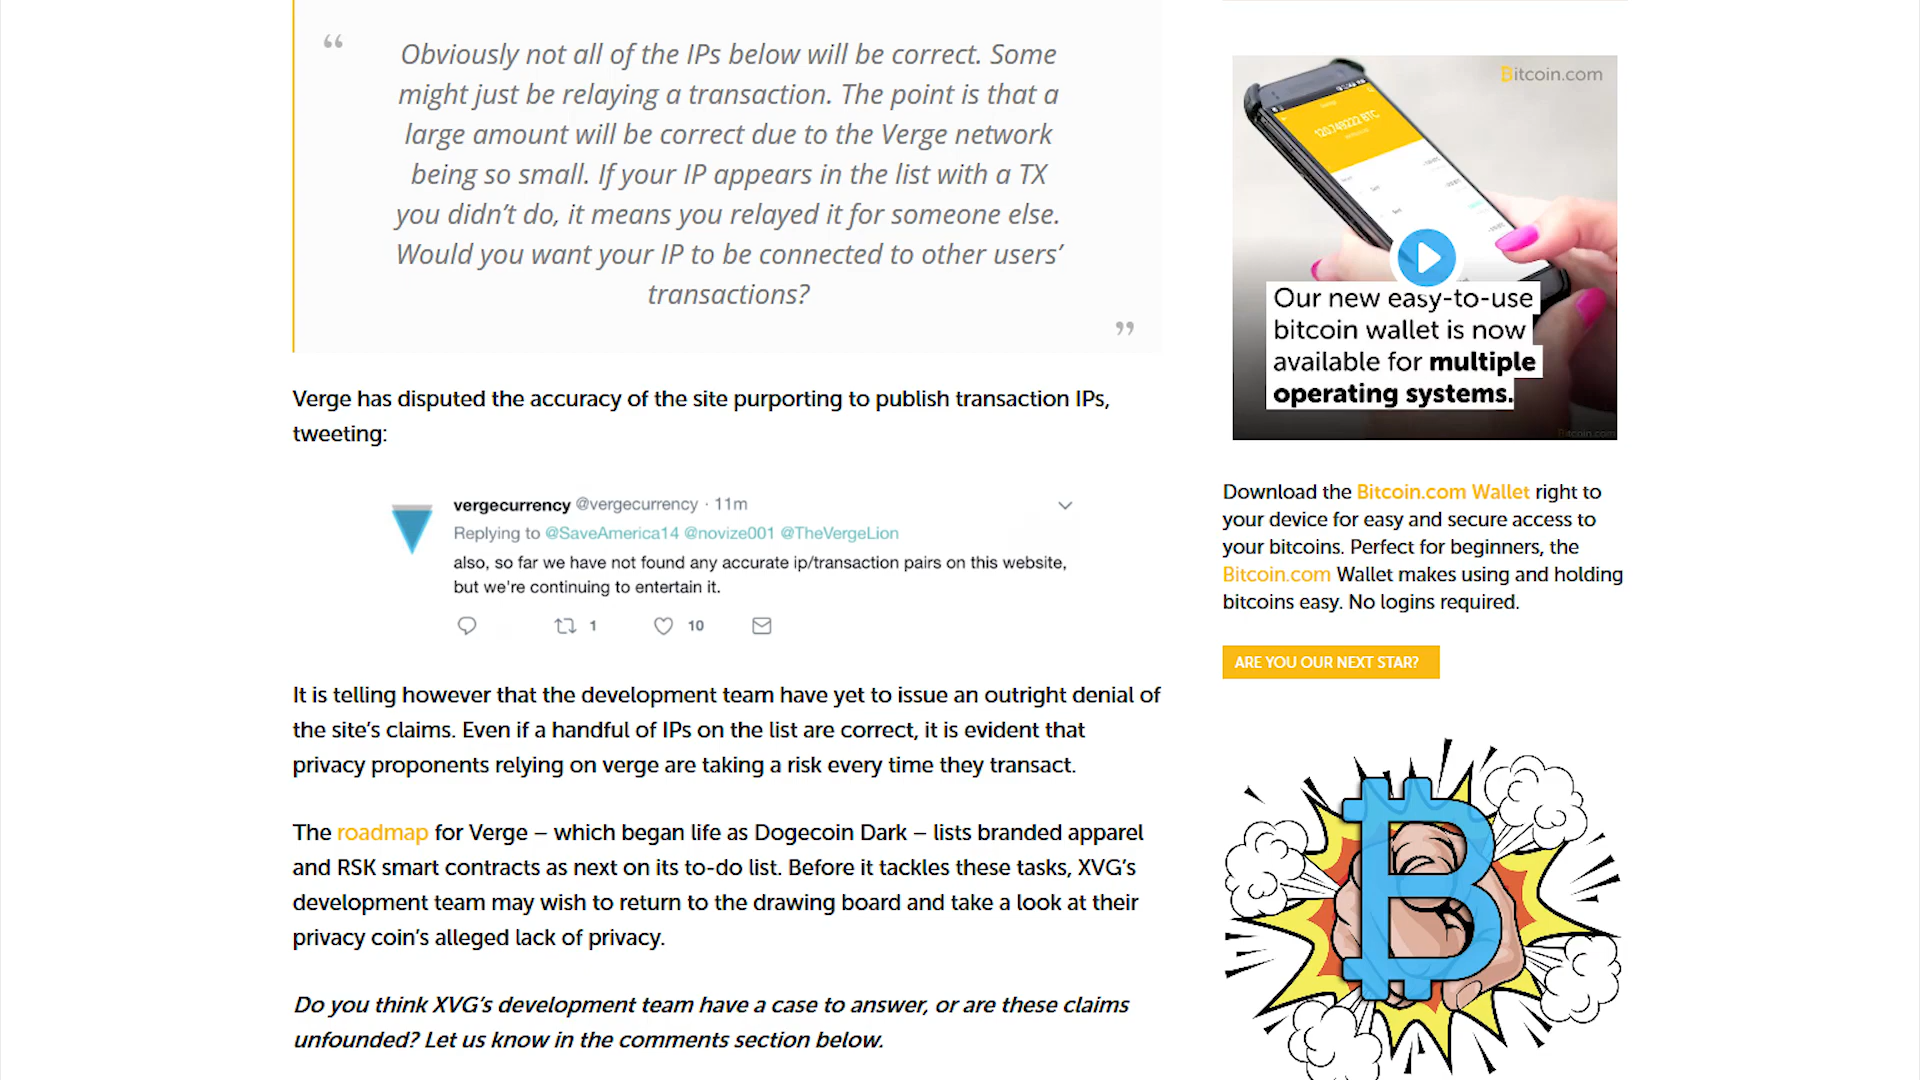 “
Obviously not all of the IPs below will be correct. Some
might just be relaying a transaction. The point is that a
large amount will be correct due to the Verge network
being so small. If your IP appears in the list with a TX
you didn’t do, it means you relayed it for someone else.
Would you want your IP to be connected to other users’
transactions?
”
Verge has disputed the accuracy of the site purporting to publish transaction IPs,
tweeting:
vergecurrency @vergecurrency · 11m
Replying to @SaveAmerica14 @novize001 @TheVergeLion
also, so far we have not found any accurate ip/transaction pairs on this website,
but we're continuing to entertain it.
1 10
It is telling however that the development team have yet to issue an outright denial of
the site’s claims. Even if a handful of IPs on the list are correct, it is evident that
privacy proponents relying on verge are taking a risk every time they transact.
The roadmap for Verge – which began life as Dogecoin Dark – lists branded apparel
and RSK smart contracts as next on its to-do list. Before it tackles these tasks, XVG’s
development team may wish to return to the drawing board and take a look at their
privacy coin’s alleged lack of privacy.
Do you think XVG’s development team have a case to answer, or are these claims
unfounded? Let us know in the comments section below.
Bitcoin.com
Our new easy-to-use
bitcoin wallet is now
available for multiple
operating systems.
Bitcoin.com
Download the Bitcoin.com Wallet right to
your device for easy and secure access to
your bitcoins. Perfect for beginners, the
Bitcoin.com Wallet makes using and holding
bitcoins easy. No logins required.
ARE YOU OUR NEXT STAR?